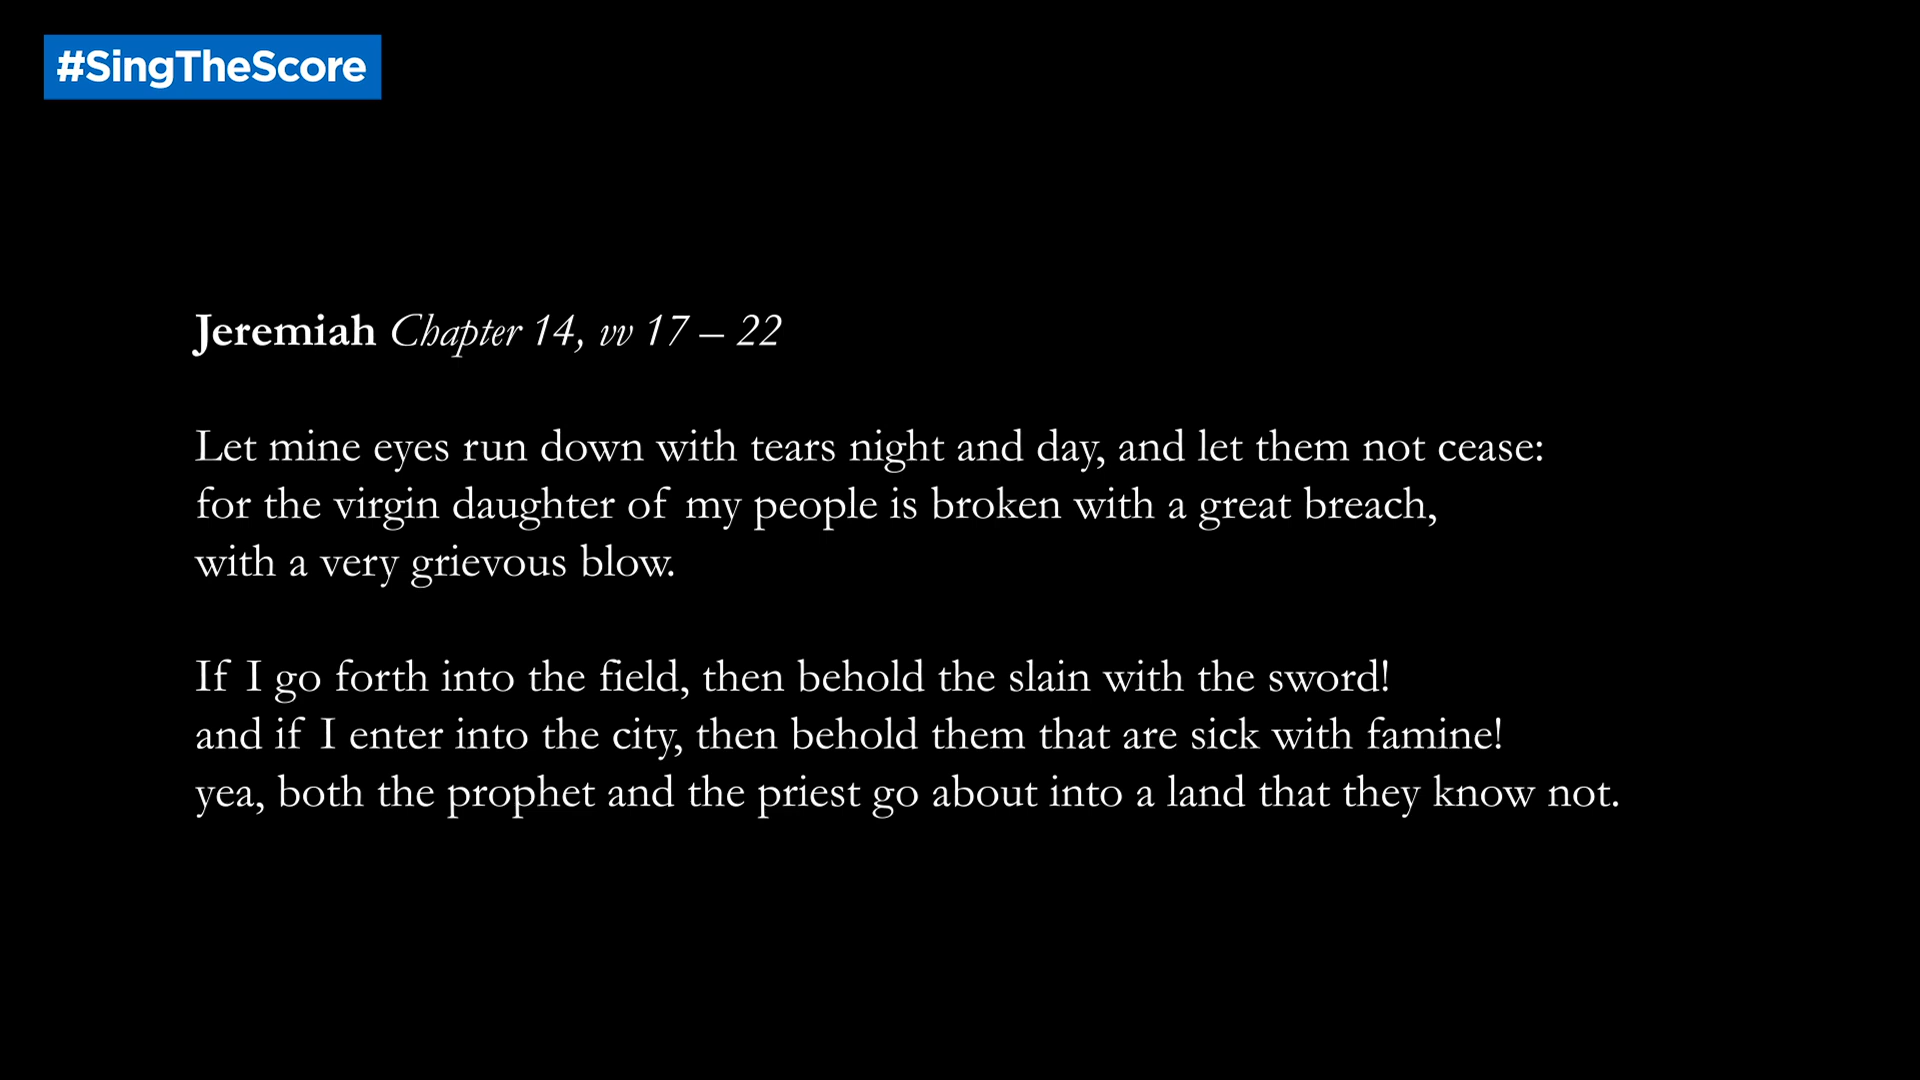 #SingTheScore
Jeremiah Chapter 14, vv 17 – 22
Let mine eyes run down with tears night and day, and let them not cease:
for the virgin daughter of my people is broken with a great breach,
with a very grievous blow.
If I go forth into the field, then behold the slain with the sword!
and if I enter into the city, then behold them that are sick with famine!
yea, both the prophet and the priest go about into a land that they know not.